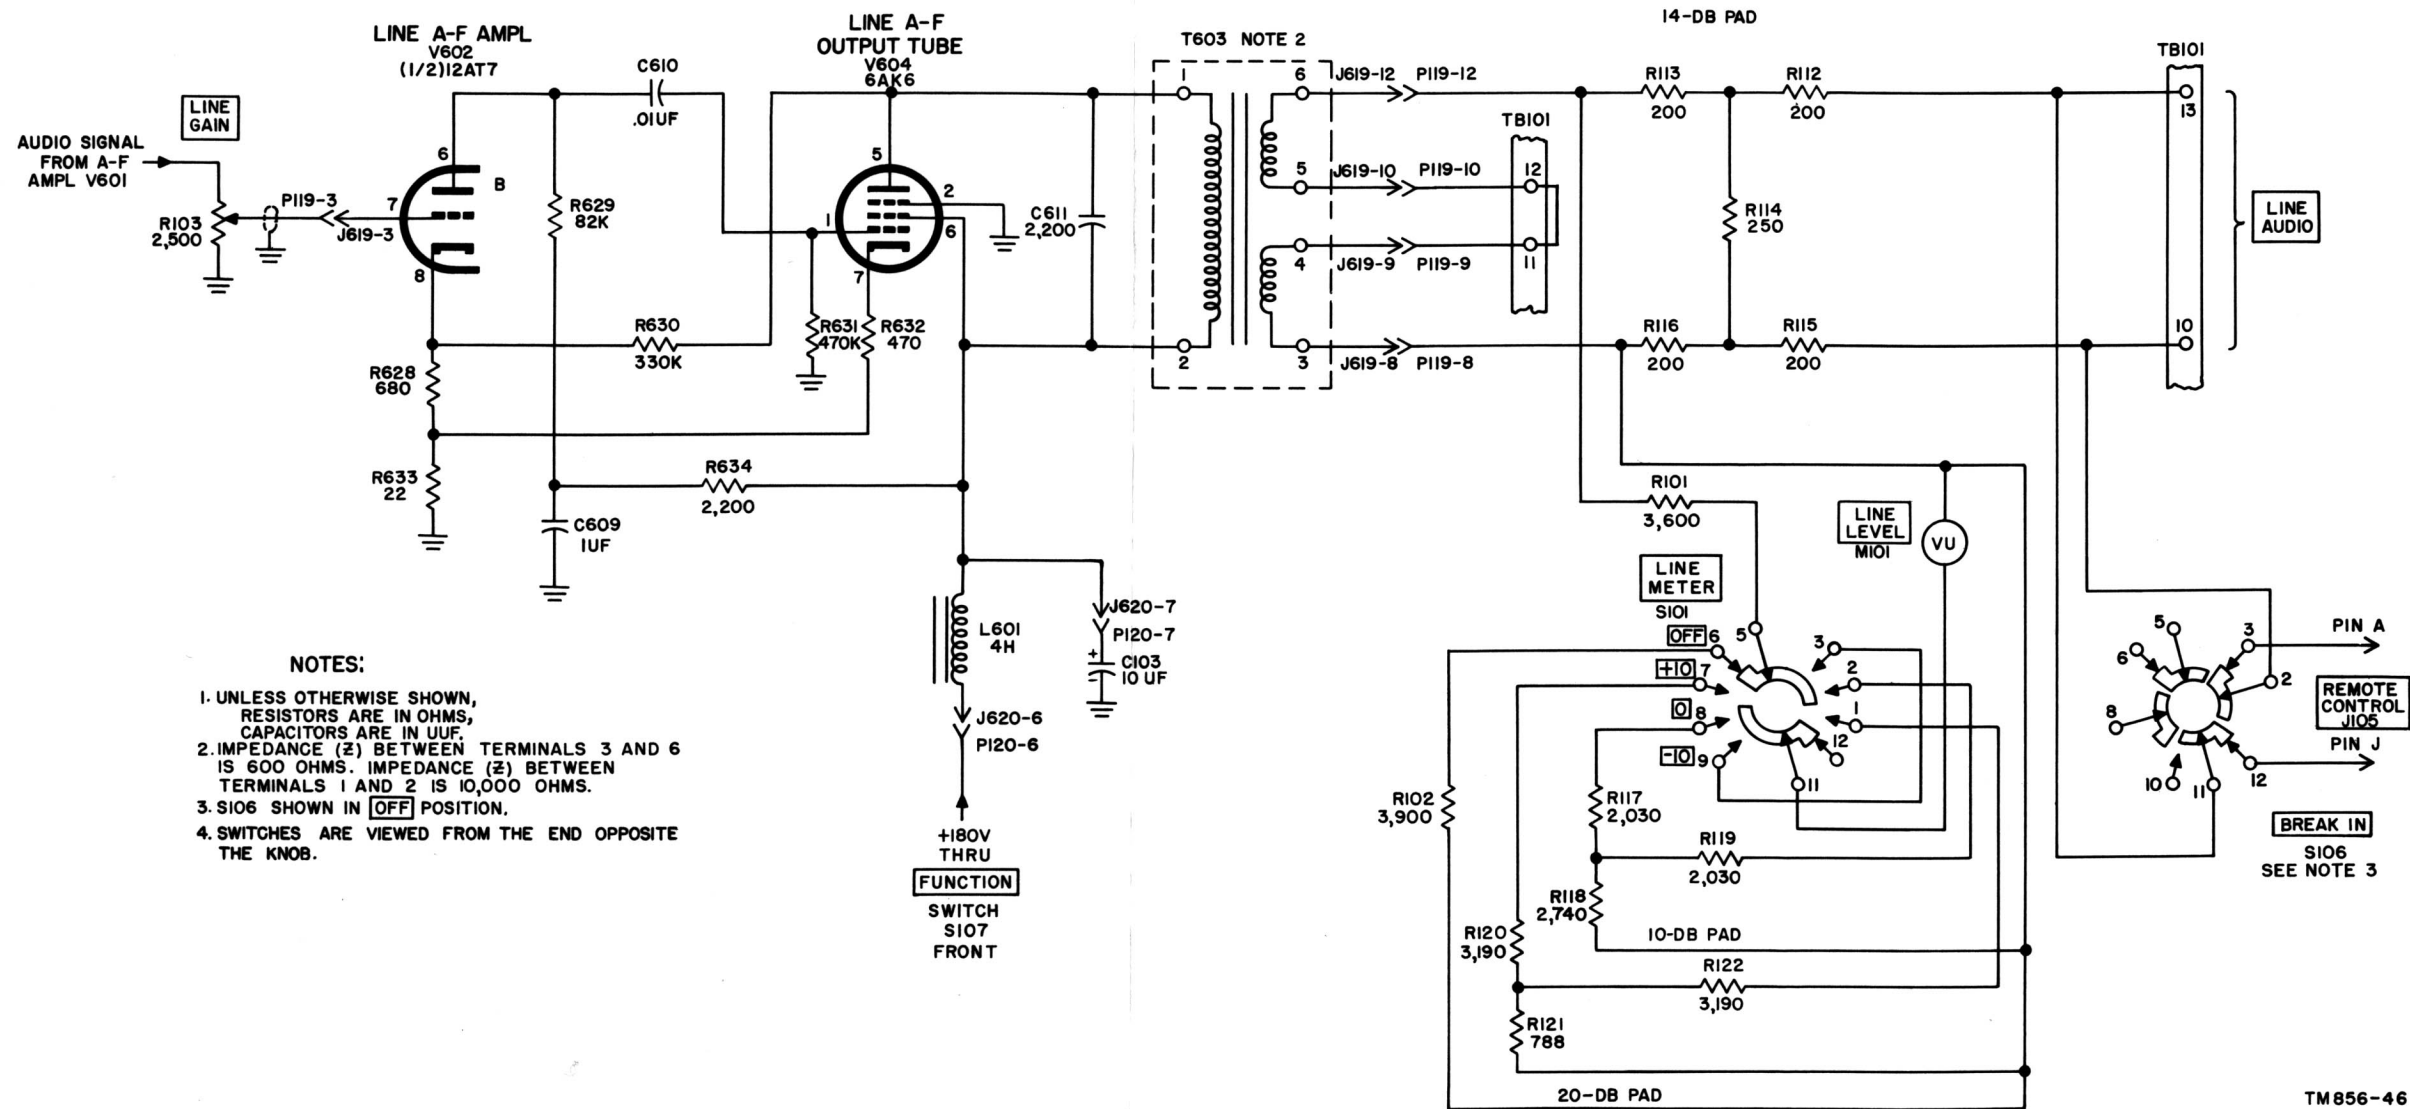 14-DB PAD
LINE A-F AMPL
V602
(1/2)12AT7
LINE A-F
OUTPUT TUBE
V604
6AK6
C610
.01UF
T603 NOTE 2
1
2
6
5
4
3
J619-12 P119-12
J619-10 P119-10
J619-9 P119-9
J619-8 P119-8
TB101
12
11
R113
200
R112
200
R114
250
R116
200
R115
200
TB101
13
10
LINE
AUDIO
LINE
GAIN
AUDIO SIGNAL
FROM A-F
AMPL V601
R103
2,500
P119-3
J619-3
6
7
8
B
R629
82K
5
1
2
6
7
C611
2,200
R630
330K
R631
470K
R632
470
R628
680
R633
22
R634
2,200
C609
1UF
L601
4H
J620-7
P120-7
+
-
C103
10 UF
J620-6
P120-6
+180V
THRU
FUNCTION
SWITCH
S107
FRONT
NOTES:
1. UNLESS OTHERWISE SHOWN,
RESISTORS ARE IN OHMS,
CAPACITORS ARE IN UUF.
2. IMPEDANCE (Z) BETWEEN TERMINALS 3 AND 6
IS 600 OHMS. IMPEDANCE (Z) BETWEEN
TERMINALS 1 AND 2 IS 10,000 OHMS.
3. S106 SHOWN IN OFF POSITION.
4. SWITCHES ARE VIEWED FROM THE END OPPOSITE
THE KNOB.
R101
3,600
LINE
LEVEL
M101
VU
LINE
METER
S101
OFF 6
+10 7
0 8
-10 9
5
3
2
1
12
11
R102
3,900
R117
2,030
R119
2,030
R118
2,740
10-DB PAD
R120
3,190
R122
3,190
R121
788
20-DB PAD
5
6
8
10
11
12
3
2
PIN A
REMOTE
CONTROL
J105
PIN J
BREAK IN
S106
SEE NOTE 3
TM856-46